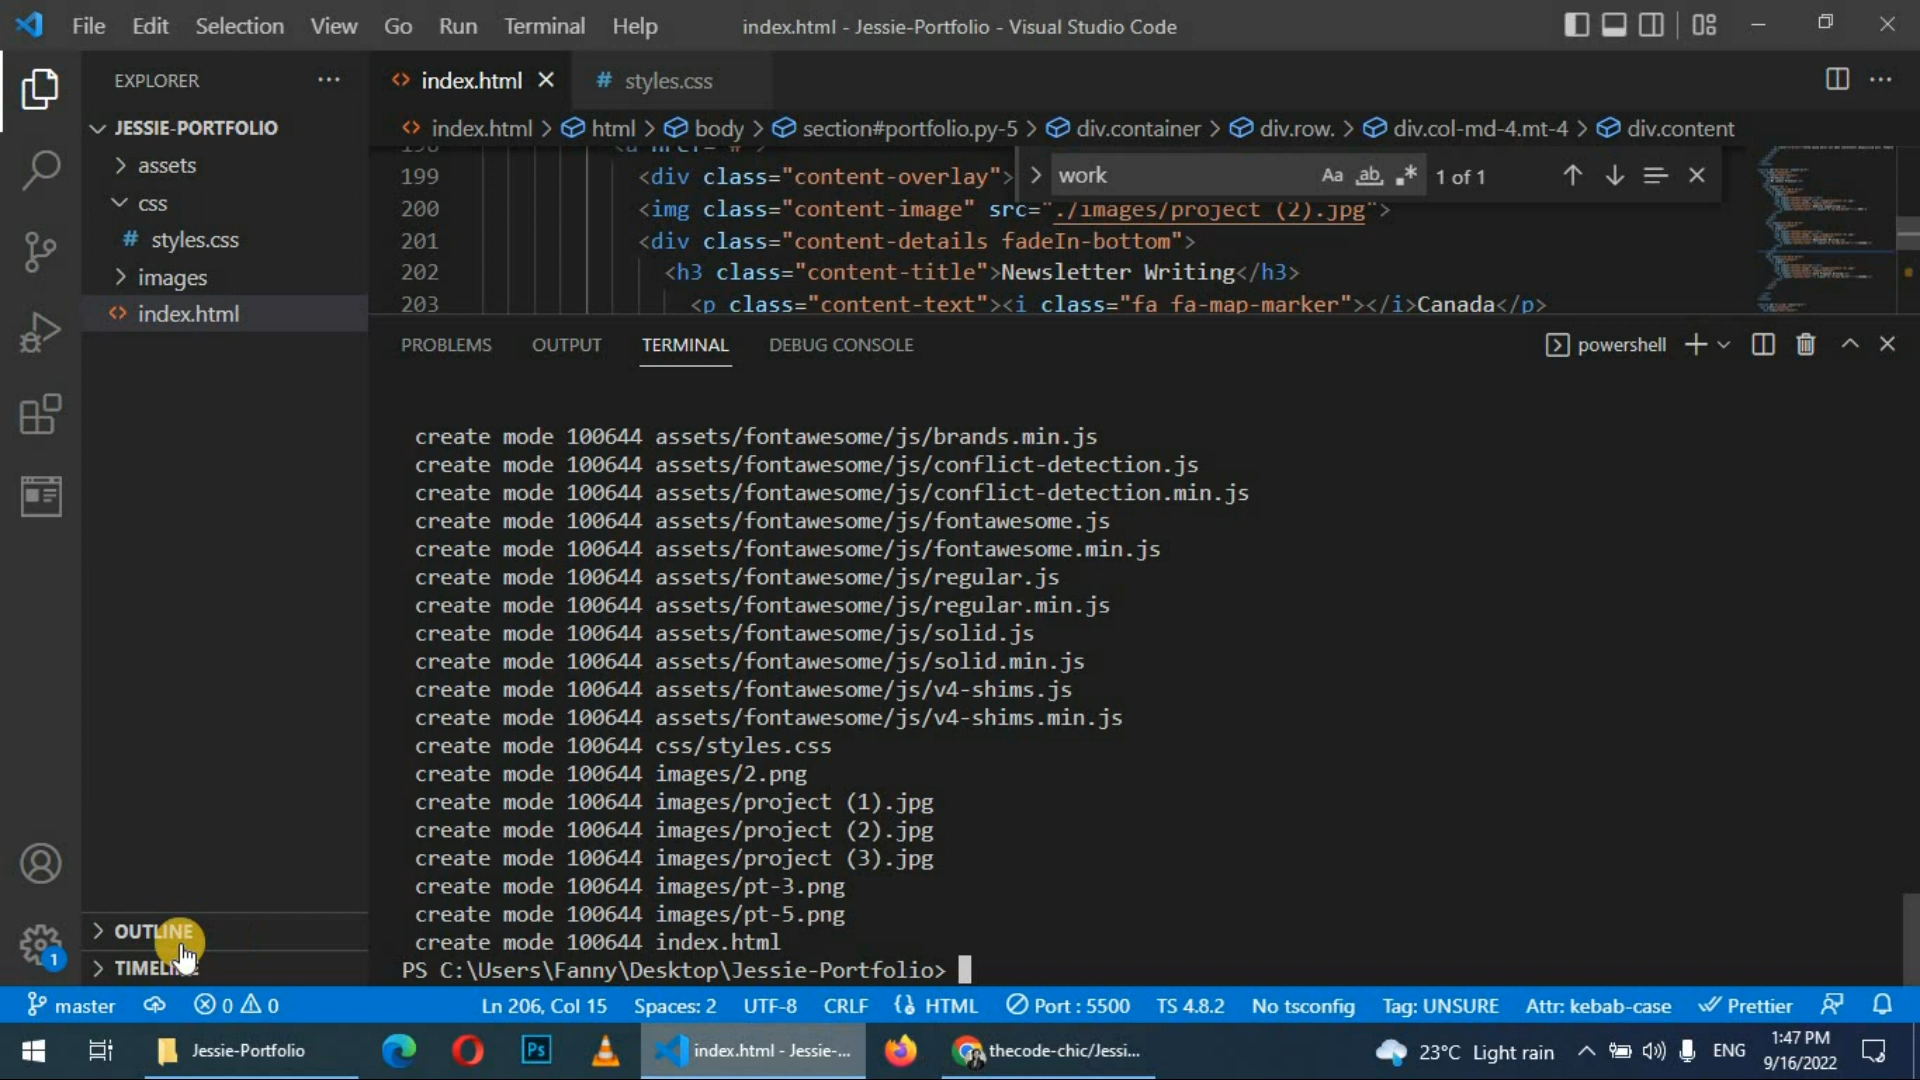 File Edit Selection View Go Run Terminal Help
index.html - Jessie-Portfolio - Visual Studio Code
EXPLORER
JESSIE-PORTFOLIO
assets
css
# styles.css
images
<> index.html
OUTLINE
TIMELINE
<> index.html
# styles.css
<> index.html > html > body > section#portfolio.py-5 > div.container > div.row. > div.col-md-4.mt-4 > div.content
199 <div class="content-overlay">
200 <img class="content-image" src="./images/project (2).jpg">
201 <div class="content-details fadeIn-bottom">
202 <h3 class="content-title">Newsletter Writing</h3>
203 <p class="content-text"><i class="fa fa-map-marker"></i>Canada</p>
work Aa ab .* 1 of 1
PROBLEMS OUTPUT TERMINAL DEBUG CONSOLE
powershell
create mode 100644 assets/fontawesome/js/brands.min.js
create mode 100644 assets/fontawesome/js/conflict-detection.js
create mode 100644 assets/fontawesome/js/conflict-detection.min.js
create mode 100644 assets/fontawesome/js/fontawesome.js
create mode 100644 assets/fontawesome/js/fontawesome.min.js
create mode 100644 assets/fontawesome/js/regular.js
create mode 100644 assets/fontawesome/js/regular.min.js
create mode 100644 assets/fontawesome/js/solid.js
create mode 100644 assets/fontawesome/js/solid.min.js
create mode 100644 assets/fontawesome/js/v4-shims.js
create mode 100644 assets/fontawesome/js/v4-shims.min.js
create mode 100644 css/styles.css
create mode 100644 images/2.png
create mode 100644 images/project (1).jpg
create mode 100644 images/project (2).jpg
create mode 100644 images/project (3).jpg
create mode 100644 images/pt-3.png
create mode 100644 images/pt-5.png
create mode 100644 index.html
PS C:\Users\Fanny\Desktop\Jessie-Portfolio>
1
master 0 0 Ln 206, Col 15 Spaces: 2 UTF-8 CRLF HTML Port : 5500 TS 4.8.2 No tsconfig Tag: UNSURE Attr: kebab-case Prettier
Jessie-Portfolio
Ps
index.html - Jessie-...
thecode-chic/Jessi...
23°C Light rain
ENG
1:47 PM
9/16/2022